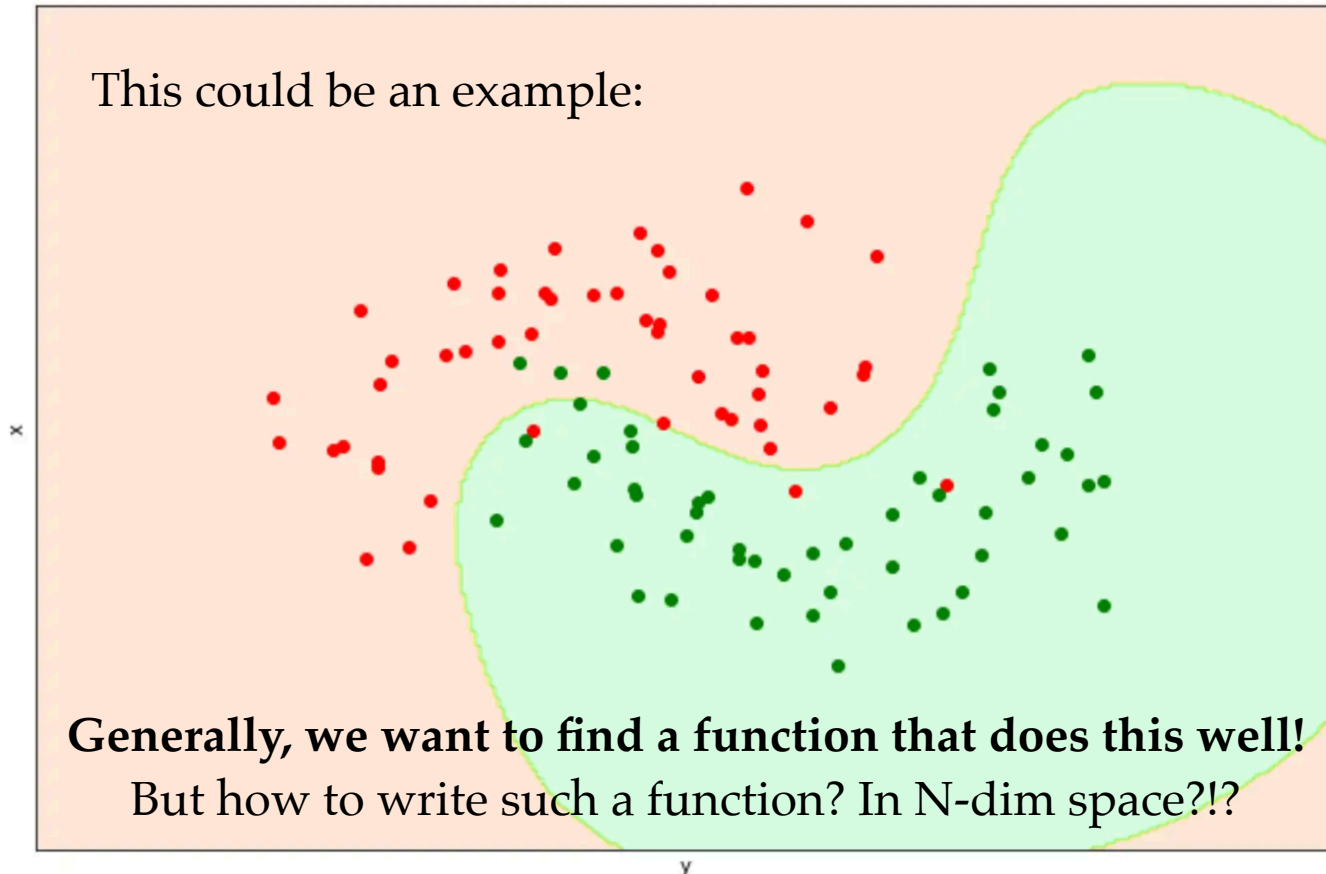 This could be an example:
x
Generally, we want to find a function that does this well!
But how to write such a function? In N-dim space?!?
y